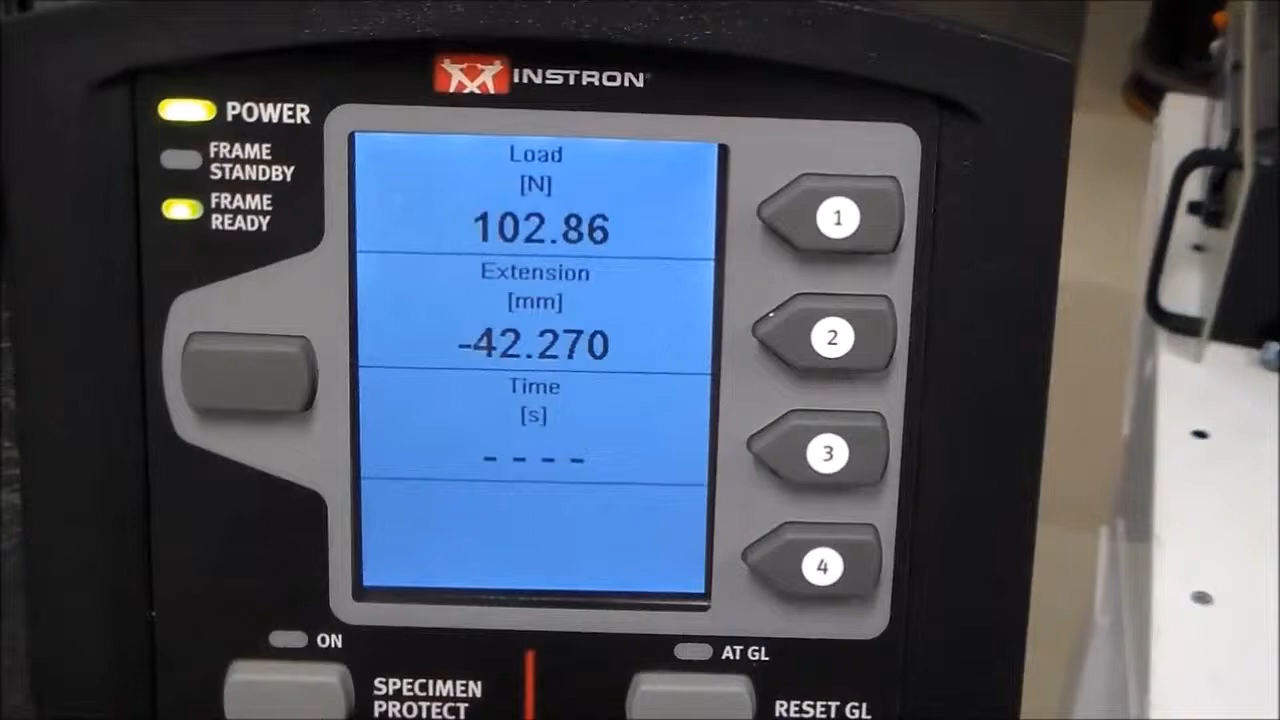 INSTRON
POWER
FRAME
STANDBY
FRAME
READY
Load
[N]
102.86
Extension
[mm]
-42.270
Time
[s]
- - - -
1
2
3
4
ON
SPECIMEN
PROTECT
AT GL
RESET GL